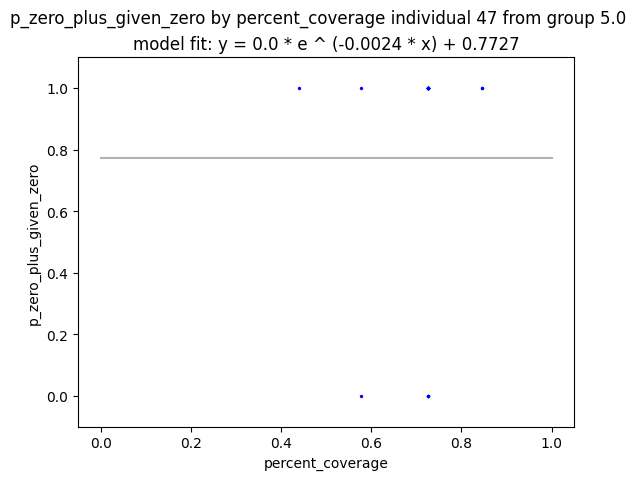 p_zero_plus_given_zero by percent_coverage individual 47 from group 5.0
model fit: y = 0.0 * e ^ (-0.0024 * x) + 0.7727
1.0
0.8
0.6
0.4
0.2
0.0
p_zero_plus_given_zero
0.0 0.2 0.4 0.6 0.8 1.0
percent_coverage